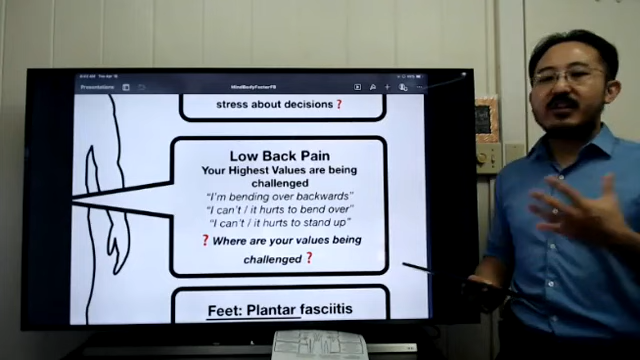 Presentations
MindBodyFactorFB
stress about decisions ?
Low Back Pain
Your Highest Values are being
challenged
“I’m bending over backwards”
“I can’t / it hurts to bend over”
“I can’t / it hurts to stand up”
? Where are your values being
challenged ?
Feet: Plantar fasciitis